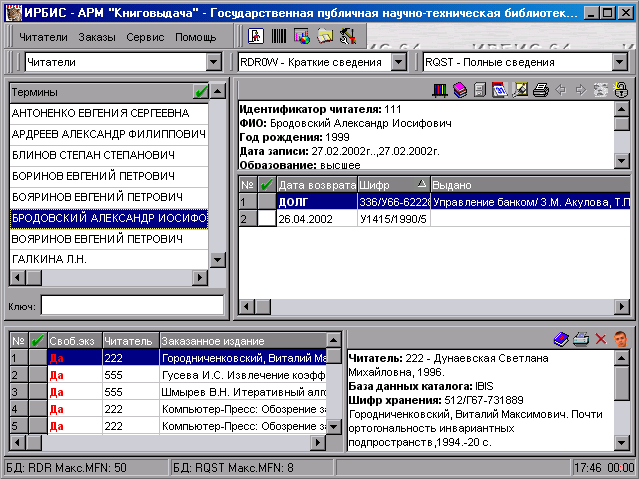 ИРБИС - АРМ "Книговыдача" - Государственная публичная научно-техническая библиотек...
Читатели Заказы Сервис Помощь
Читатели RDR0W - Краткие сведения RQST - Полные сведения
Термины
АНТОНЕНКО ЕВГЕНИЯ СЕРГЕЕВНА
АРДРЕЕВ АЛЕКСАНДР ФИЛИППОВИЧ
БЛИНОВ СТЕПАН СТЕПАНОВИЧ
БОРИНОВ ЕВГЕНИЙ ПЕТРОВИЧ
БОЯРИНОВ ЕВГЕНИЙ ПЕТРОВИЧ
БРОДОВСКИЙ АЛЕКСАНДР ИОСИФО
ВОЯРИНОВ ЕВГЕНИЙ ПЕТРОВИЧ
ГАЛКИНА Л.Н.
Ключ:
Идентификатор читателя: 111
ФИО: Бродовский Александр Иосифович
Год рождения: 1999
Дата записи: 27.02.2002г..,27.02.2002г.
Образование: высшее
№ Дата возврата Шифр Выдано
1 ДОЛГ 336/У66-62228 Управление банком/ З.М. Акулова, Т.П
2 26.04.2002 У1415/1990/5
№ Своб.экз Читатель Заказанное издание
1 Да 222 Городниченковский, Виталий Ма
2 Да 555 Гусева И.С. Извлечение коэфф
3 Да 555 Шмырев В.Н. Итеративный алго
4 Да 222 Компьютер-Пресс: Обозрение за
5 Да 222 Компьютер-Пресс: Обозрение за
Читатель: 222 - Дунаевская Светлана
Михайловна, 1996.
База данных каталога: IBIS
Шифр хранения: 512/Г67-731889
Городниченковский, Виталий Максимович. Почти
ортогональность инвариантных
подпространств,1994.-20 с.
БД: RDR Макс.MFN: 50 БД: RQST Макс.MFN: 8 17:46 00:00